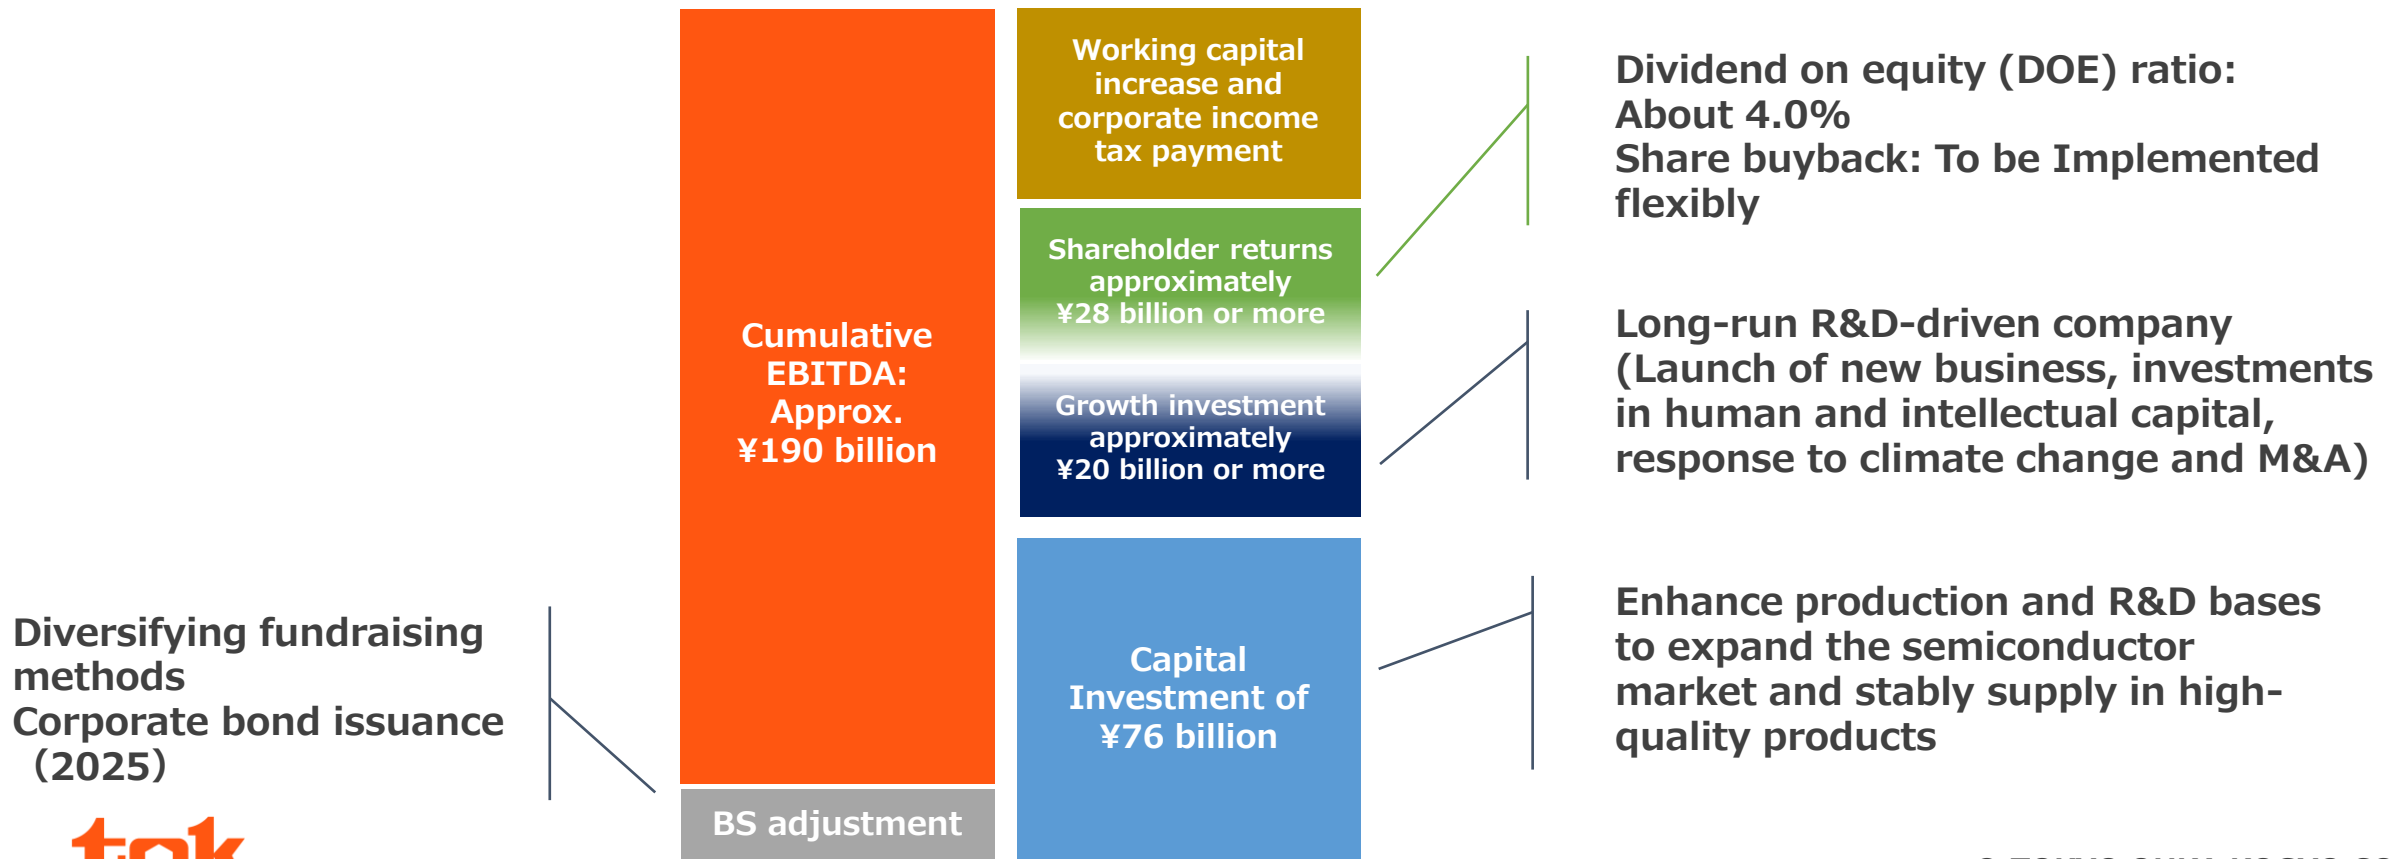 Working capital
increase and
corporate income
tax payment
Dividend on equity (DOE) ratio:
About 4.0%
Share buyback: To be Implemented
flexibly
Shareholder returns
approximately
¥28 billion or more
Cumulative
EBITDA:
Approx.
¥190 billion
Growth investment
approximately
¥20 billion or more
Long-run R&D-driven company
(Launch of new business, investments
in human and intellectual capital,
response to climate change and M&A)
Diversifying fundraising
methods
Corporate bond issuance
（2025）
Capital
Investment of
¥76 billion
Enhance production and R&D bases
to expand the semiconductor
market and stably supply in high-
quality products
BS adjustment
tok